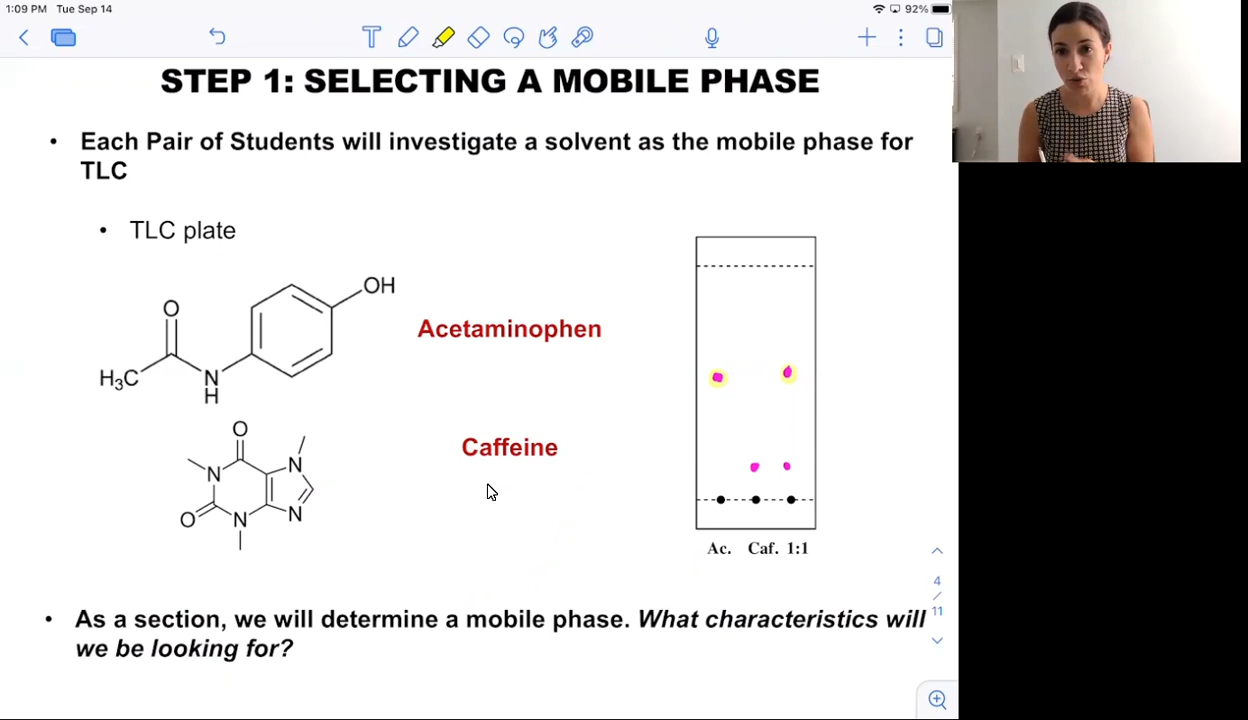 1:09 PM Tue Sep 14
92%
T
STEP 1: SELECTING A MOBILE PHASE
• Each Pair of Students will investigate a solvent as the mobile phase for
TLC
• TLC plate
OH
O
Acetaminophen
H₃C
N
H
O
Caffeine
N
N
O
N
N
Ac. Caf. 1:1
4
/
11
• As a section, we will determine a mobile phase. What characteristics will
we be looking for?